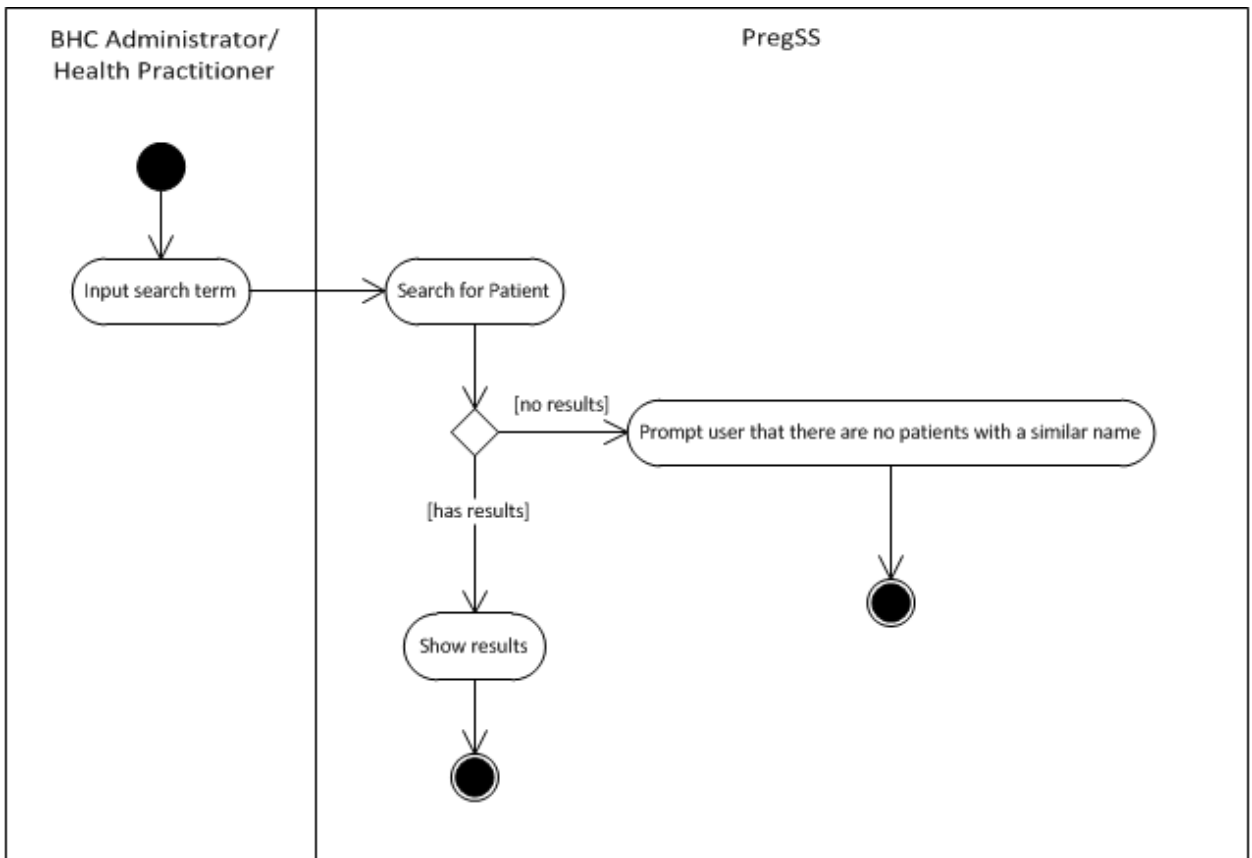 BHC Administrator/
Health Practitioner
PregSS
Input search term
Search for Patient
[no results]
Prompt user that there are no patients with a similar name
[has results]
Show results